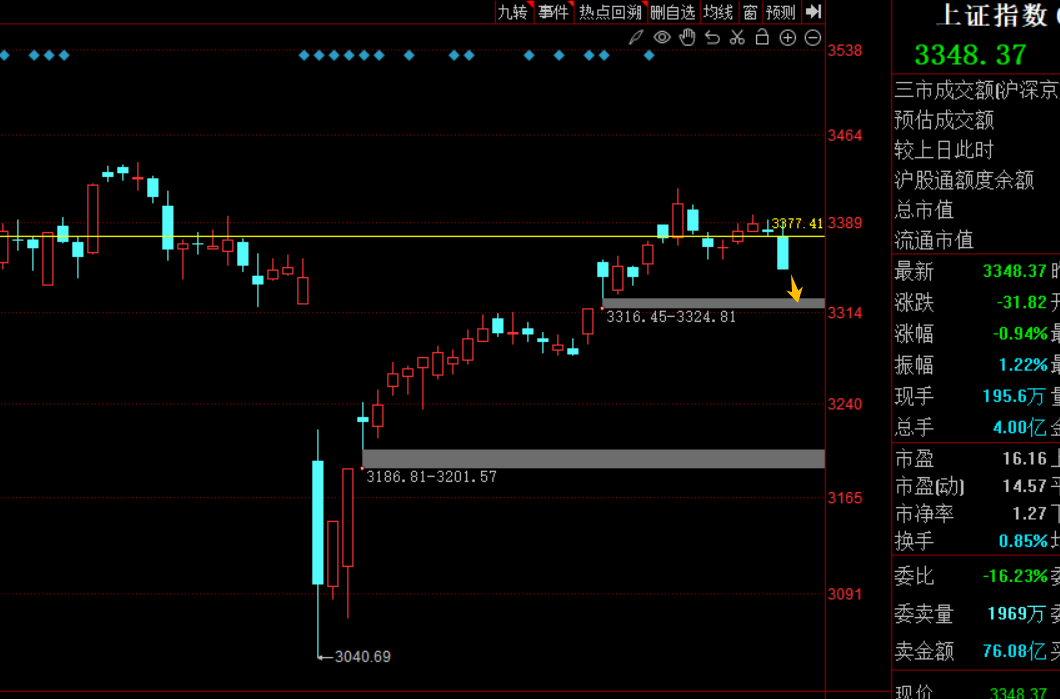 九转 事件 热点回溯 删自选 均线 窗 预测
上证指数
3348.37
3538
3464
3389
3314
3240
3165
3091
3377.41
3316.45-3324.81
3186.81-3201.57
3040.69
三市成交额(沪深京
预估成交额
较上日此时
沪股通额度余额
总市值
流通市值
最新 3348.37
涨跌 -31.82
涨幅 -0.94%
振幅 1.22%
现手 195.6万
总手 4.00亿
市盈 16.16
市盈(动) 14.57
市净率 1.27
换手 0.85%
委比 -16.23%
委卖量 1969万
卖金额 76.08亿
现价 3348.37